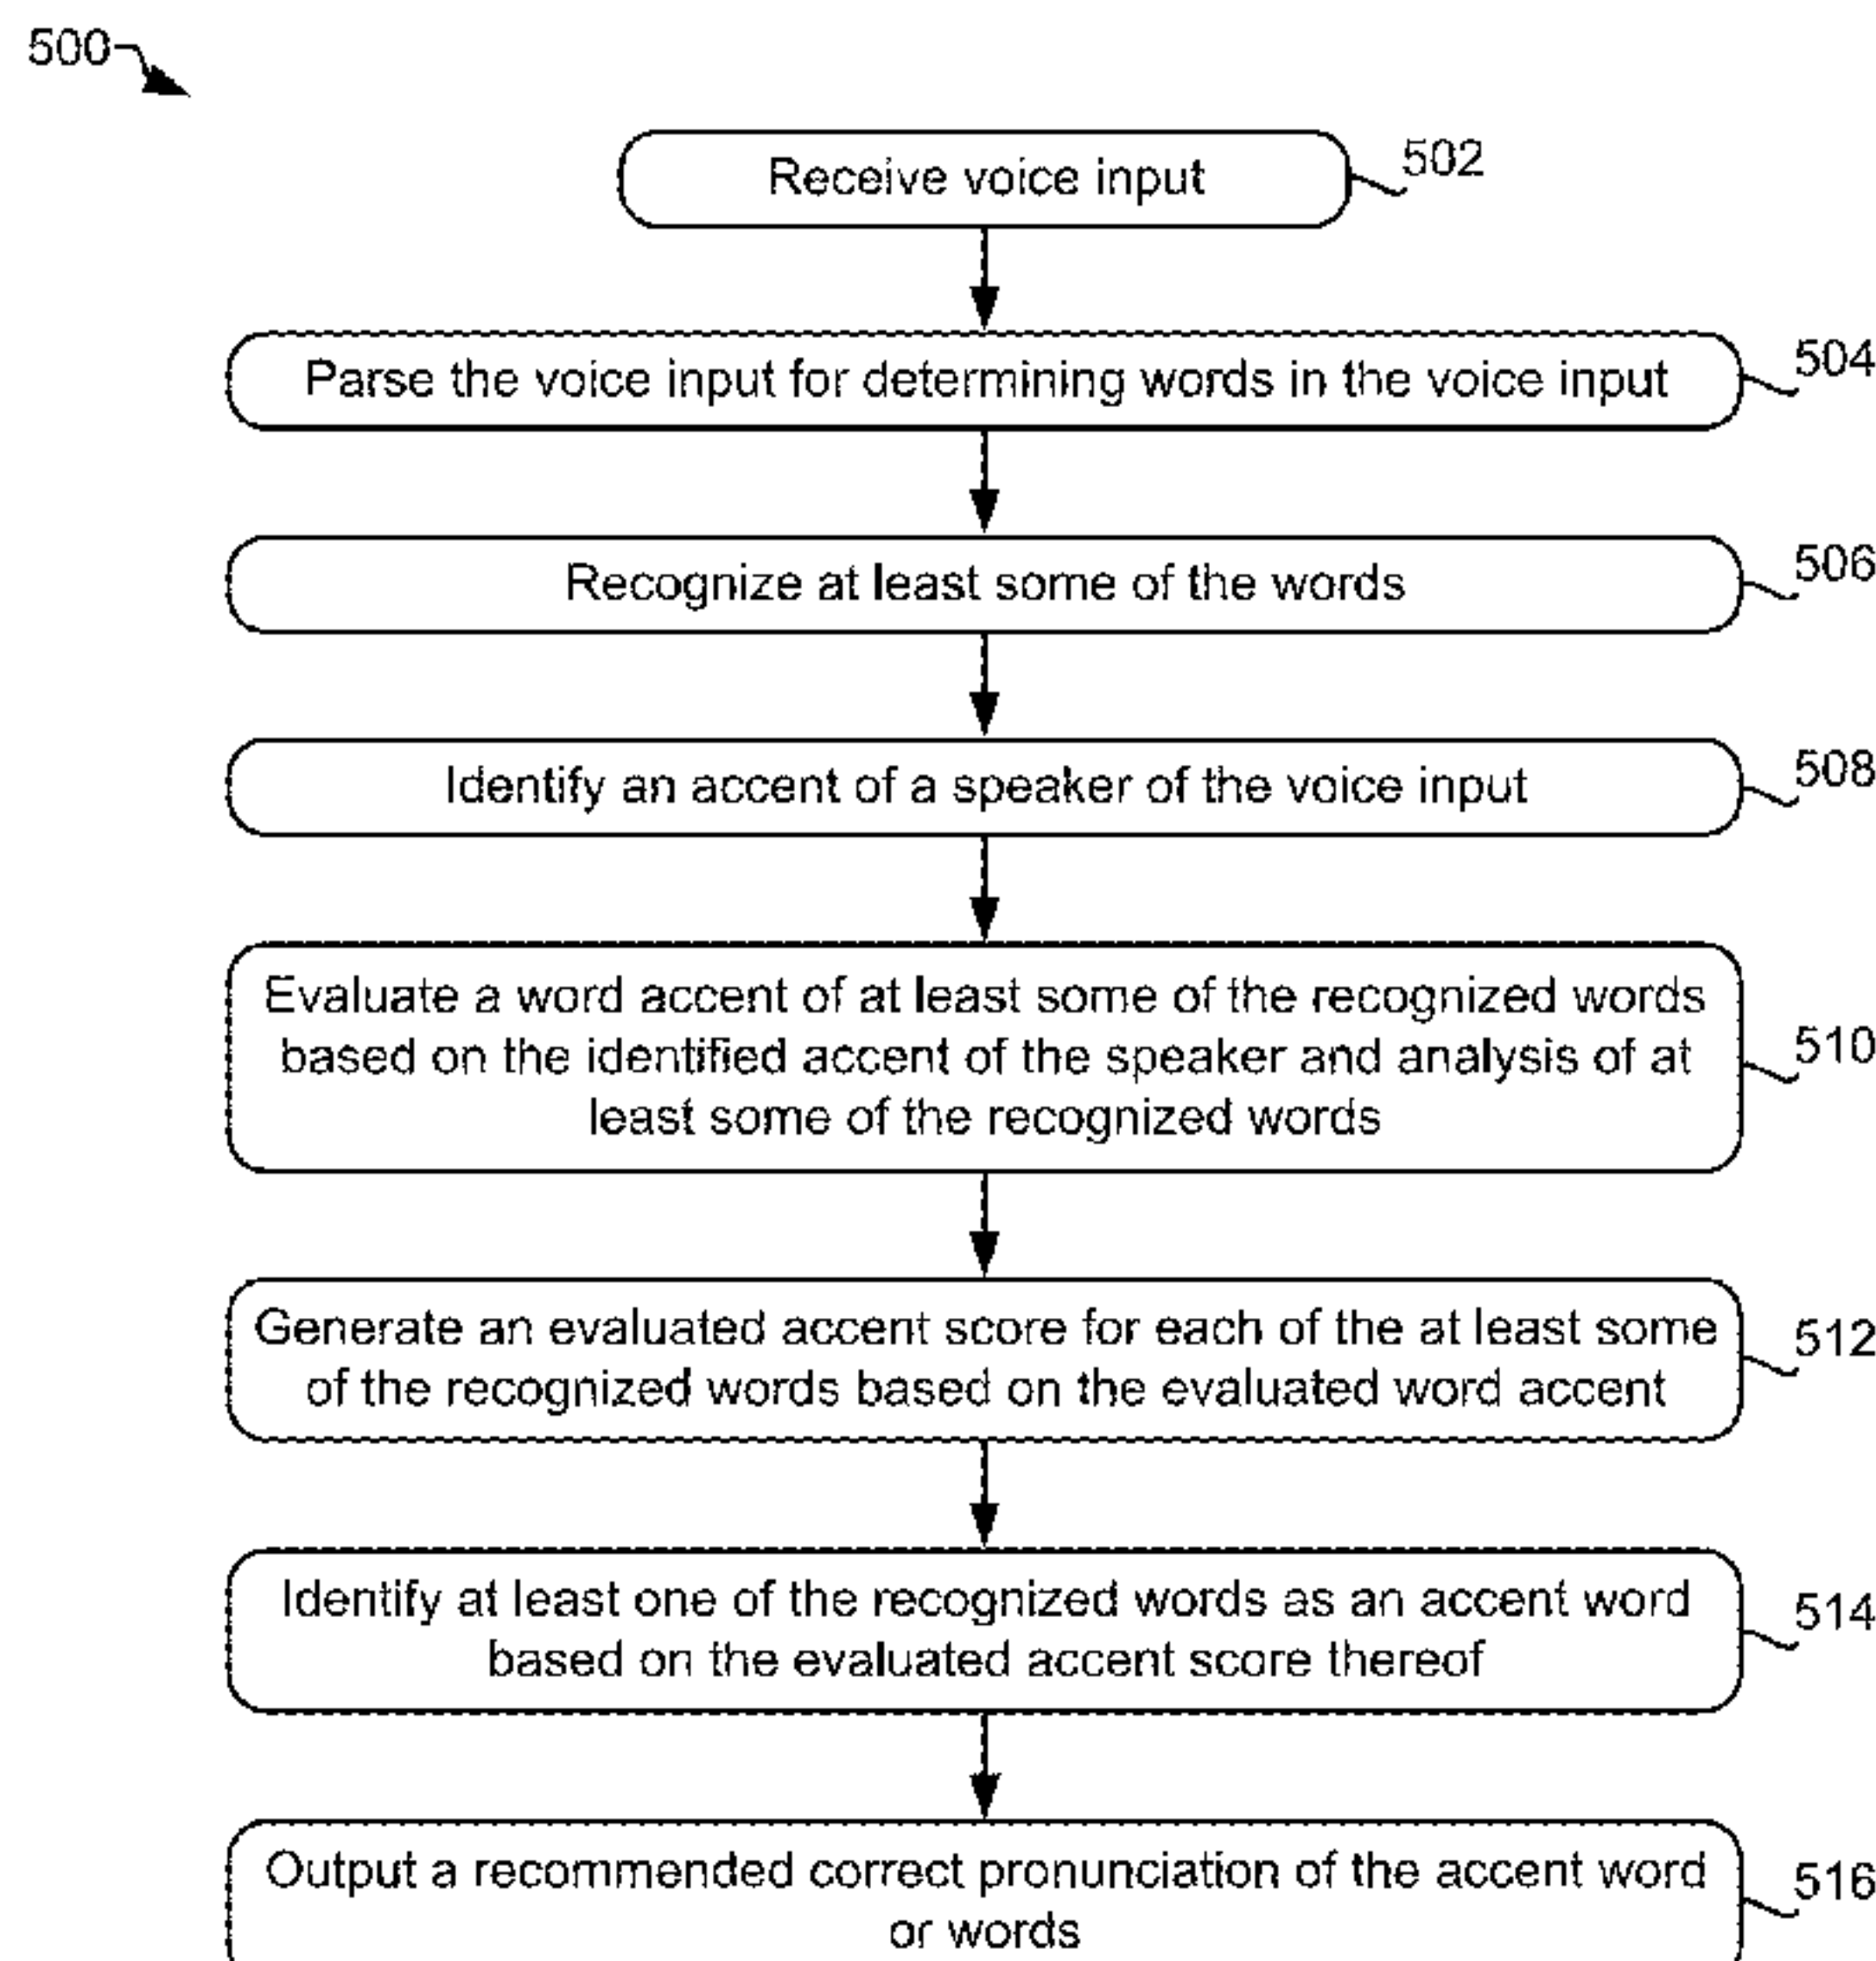 500
Receive voice input
502
Parse the voice input for determining words in the voice input
504
Recognize at least some of the words
506
Identify an accent of a speaker of the voice input
508
Evaluate a word accent of at least some of the recognized words
based on the identified accent of the speaker and analysis of at
least some of the recognized words
510
Generate an evaluated accent score for each of the at least some
of the recognized words based on the evaluated word accent
512
Identify at least one of the recognized words as an accent word
based on the evaluated accent score thereof
514
Output a recommended correct pronunciation of the accent word
or words
516